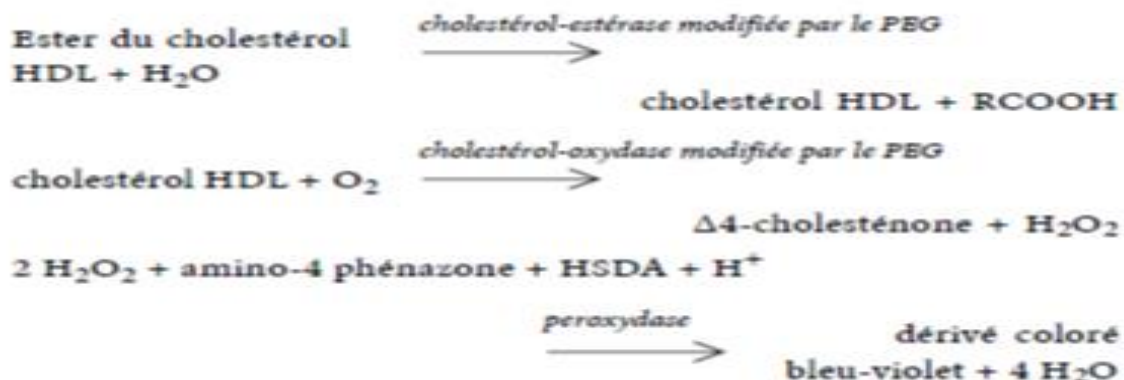 Ester du cholestérol
HDL + H₂O
cholestérol-estérase modifiée par le PEG
cholestérol HDL + RCOOH
cholestérol HDL + O₂
cholestérol-oxydase modifiée par le PEG
Δ4-cholesténone + H₂O₂
2 H₂O₂ + amino-4 phénazone + HSDA + H⁺
peroxydase
dérivé coloré
bleu-violet + 4 H₂O